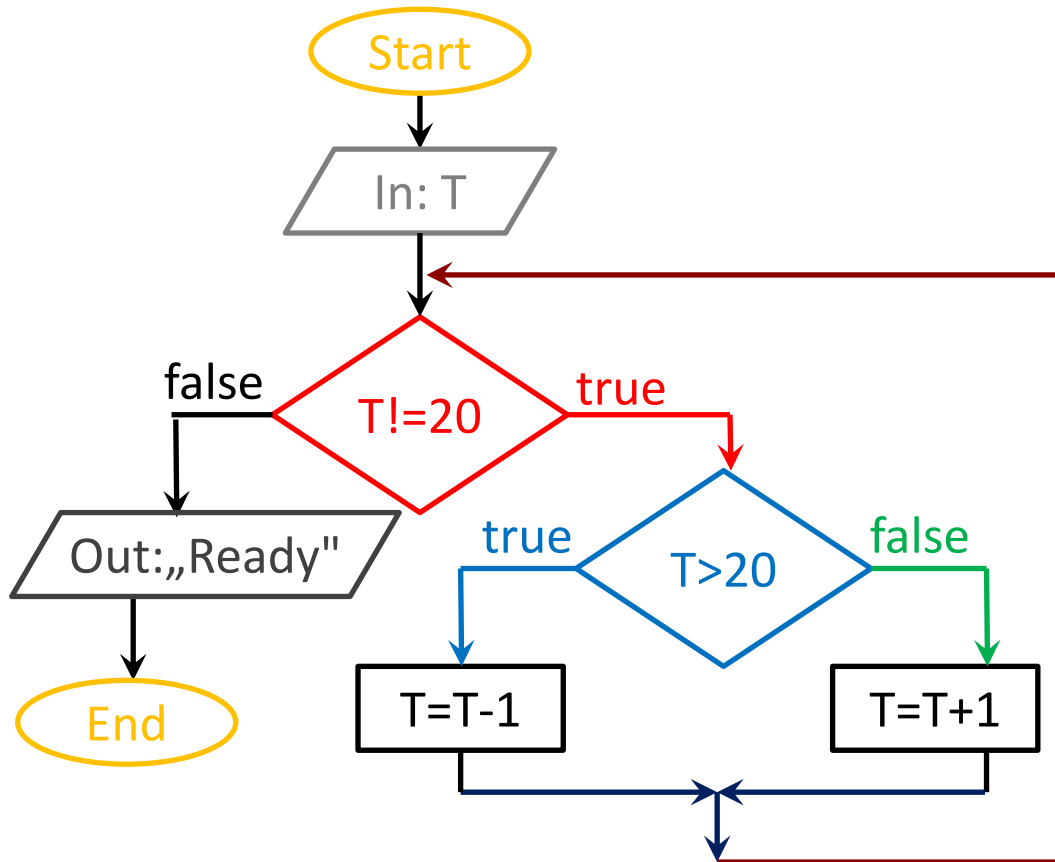 Start
In: T
false
true
T!=20
true
false
Out:„Ready"
T>20
T=T-1
T=T+1
End